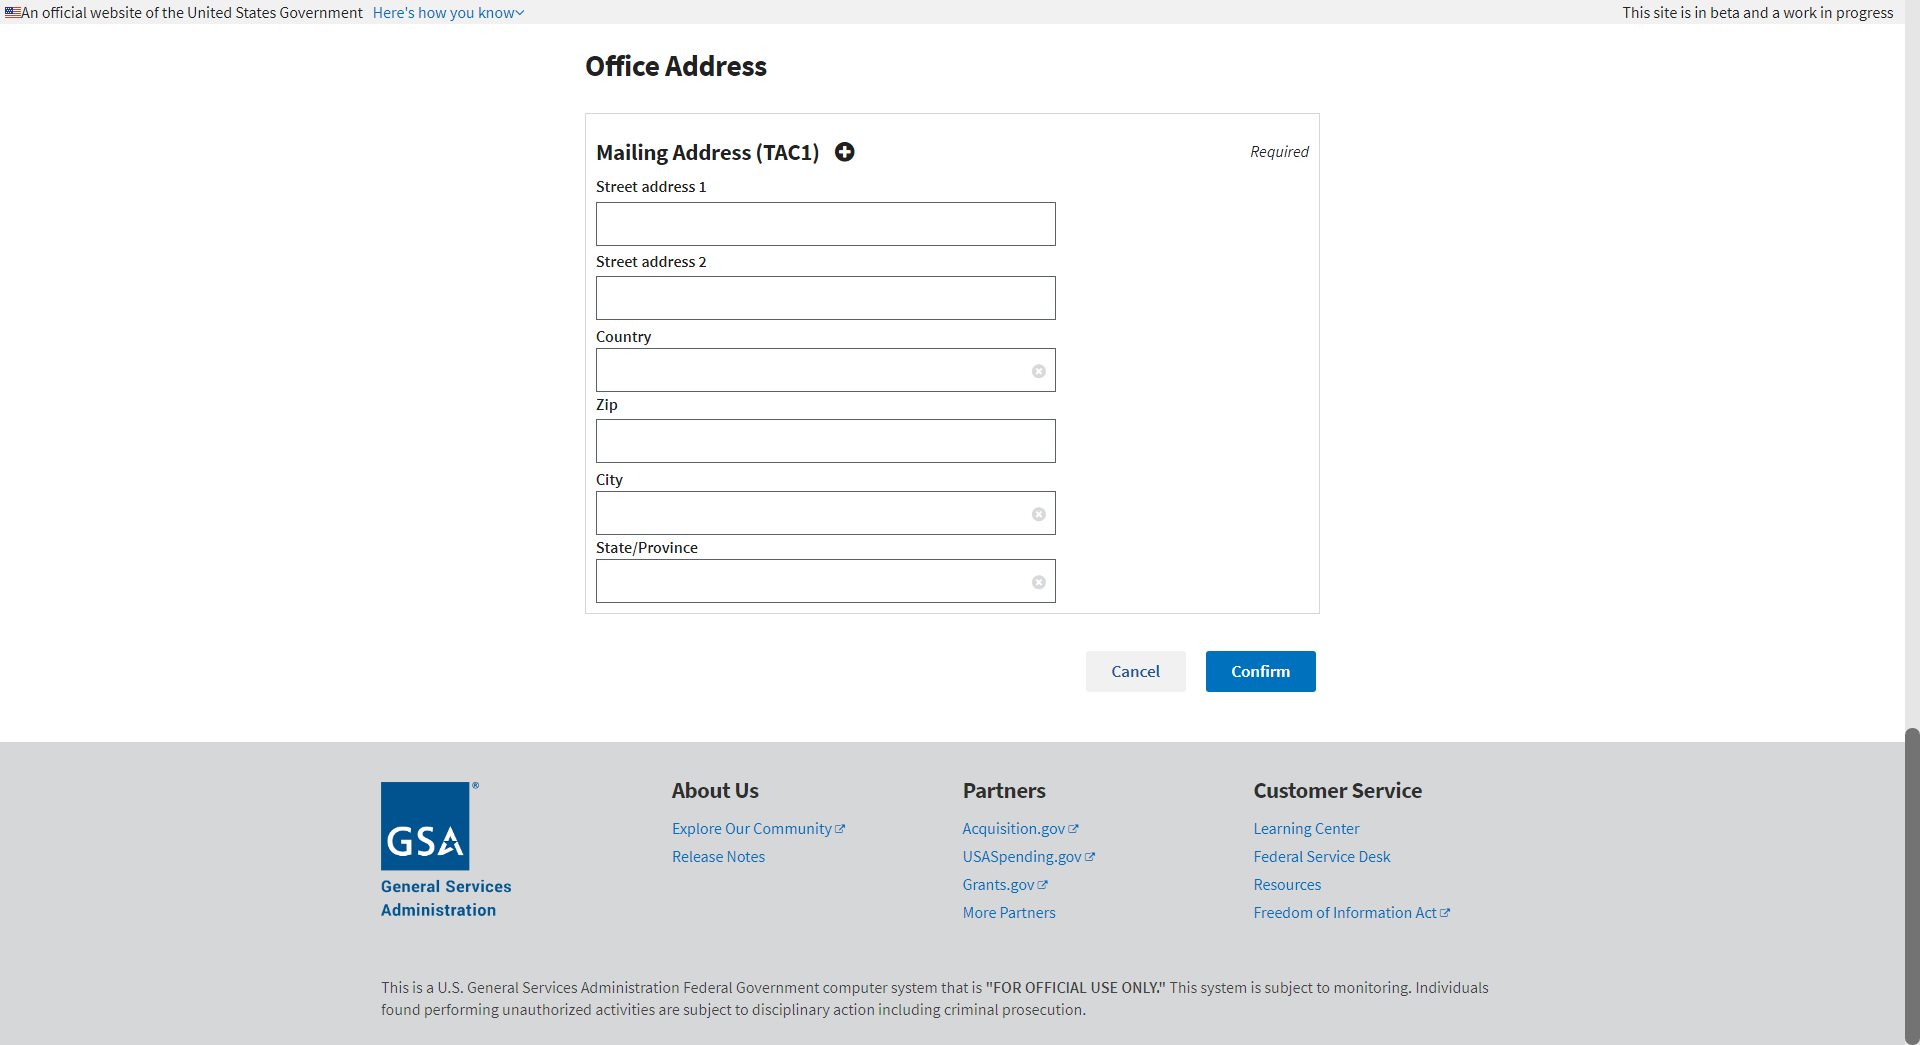 An official website of the United States Government Here's how you know
This site is in beta and a work in progress
Office Address
Mailing Address (TAC1)
Required
Street address 1
Street address 2
Country
Zip
City
State/Province
Cancel
Confirm
GSA
®
General Services
Administration
About Us
Explore Our Community
Release Notes
Partners
Acquisition.gov
USASpending.gov
Grants.gov
More Partners
Customer Service
Learning Center
Federal Service Desk
Resources
Freedom of Information Act
This is a U.S. General Services Administration Federal Government computer system that is "FOR OFFICIAL USE ONLY." This system is subject to monitoring. Individuals
found performing unauthorized activities are subject to disciplinary action including criminal prosecution.